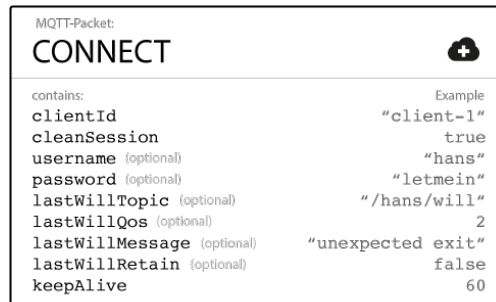 MQTT-Packet:
CONNECT
contains: Example
clientId "client-1"
cleanSession true
username (optional) "hans"
password (optional) "letmein"
lastWillTopic (optional) "/hans/will"
lastWillQos (optional) 2
lastWillMessage (optional) "unexpected exit"
lastWillRetain (optional) false
keepAlive 60